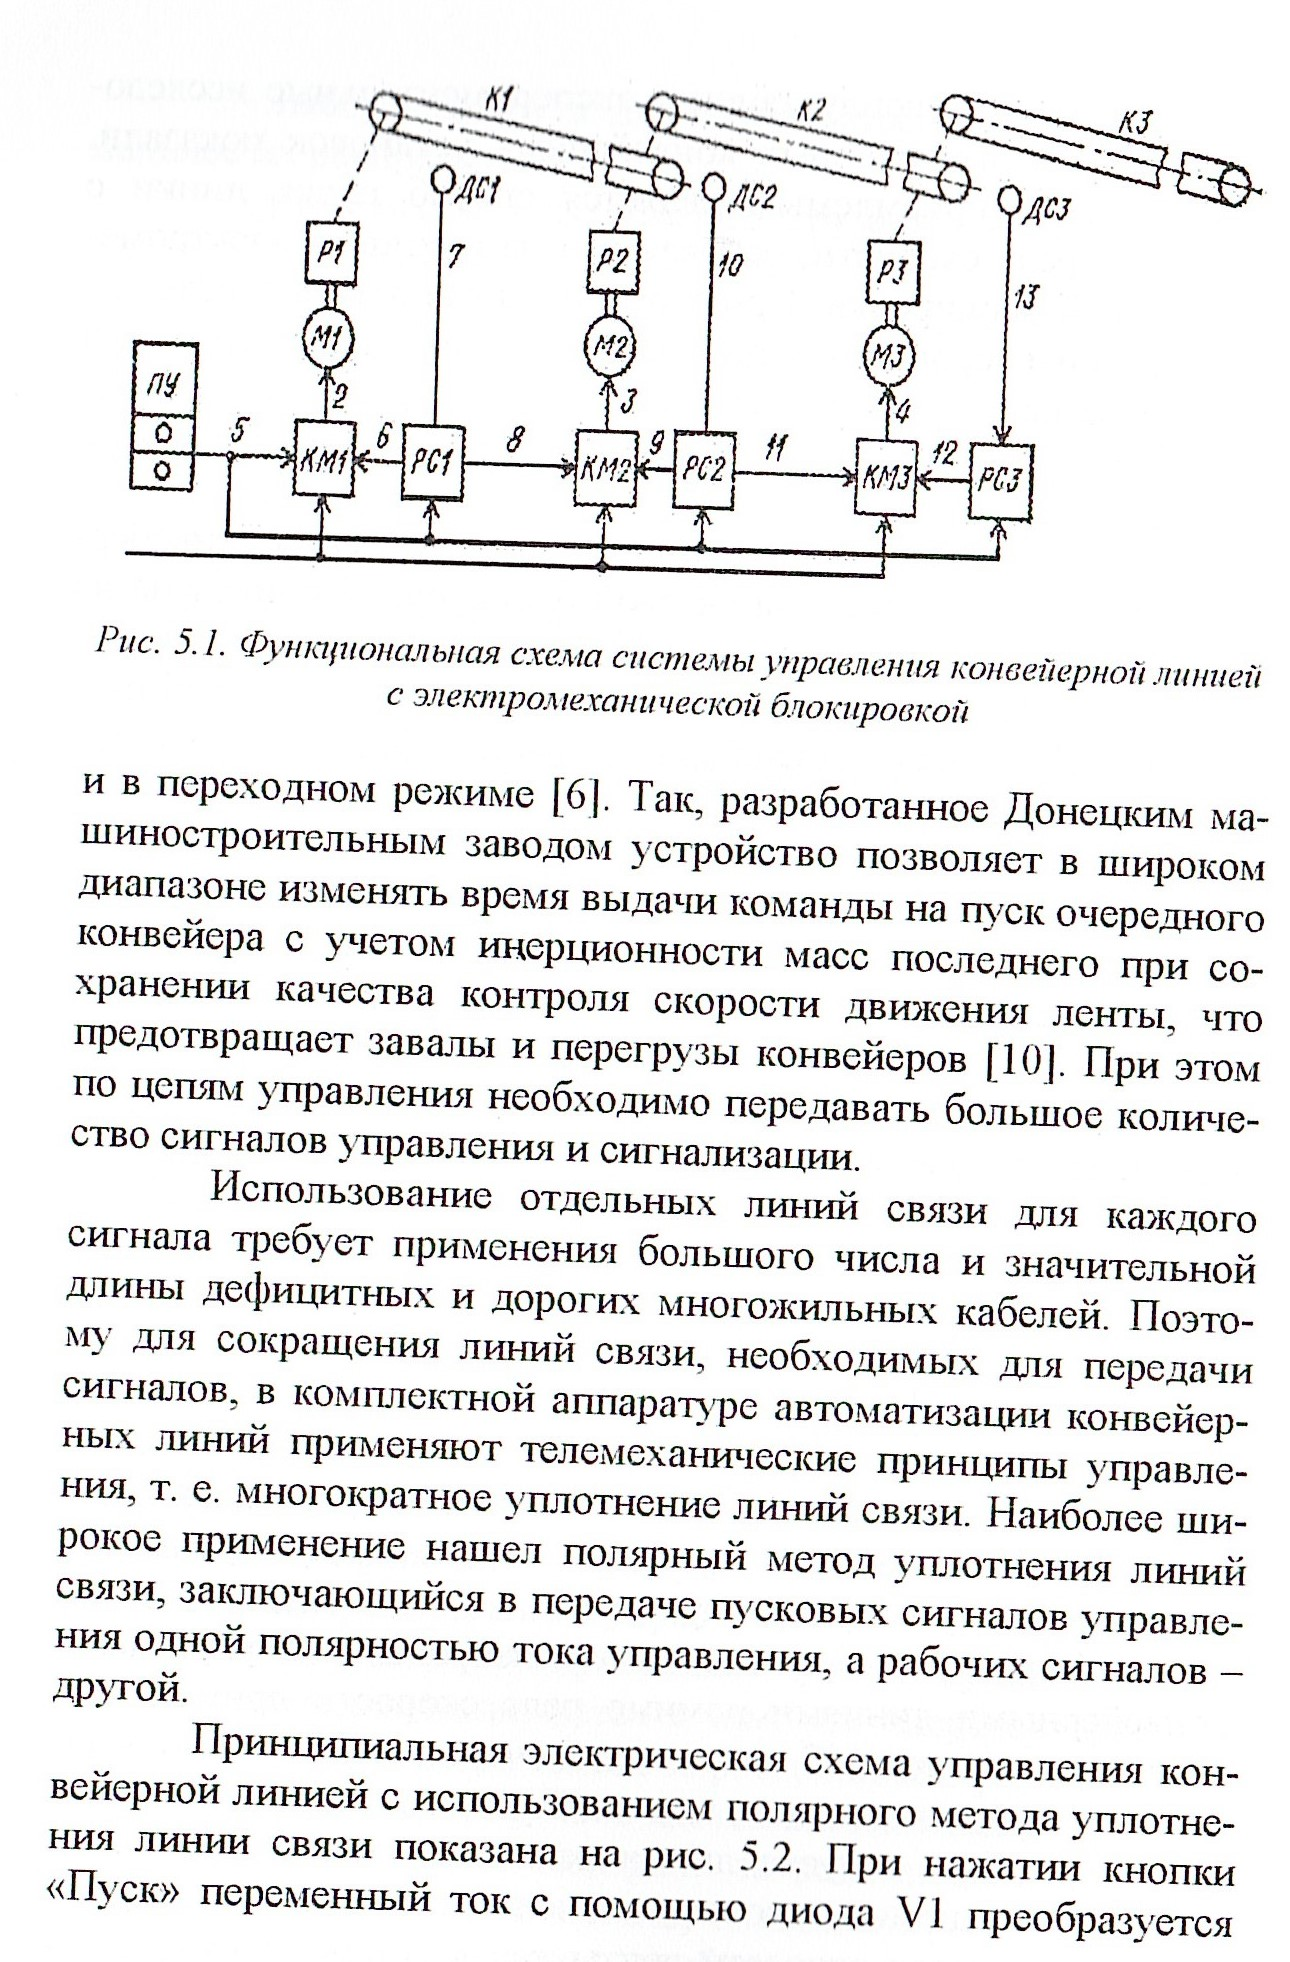 К1
К2
К3
ДС1
ДС2
ДС3
Р1
7
Р2
10
Р3
13
М1
М2
М3
ПУ
2
3
4
5
КМ1
6
РС1
8
КМ2
9
РС2
11
КМ3
12
РС3
Рис. 5.1. Функциональная схема системы управления конвейерной линией
с электромеханической блокировкой
и в переходном режиме [6]. Так, разработанное Донецким ма-
шиностроительным заводом устройство позволяет в широком
диапазоне изменять время выдачи команды на пуск очередного
конвейера с учетом инерционности масс последнего при со-
хранении качества контроля скорости движения ленты, что
предотвращает завалы и перегрузы конвейеров [10]. При этом
по цепям управления необходимо передавать большое количе-
ство сигналов управления и сигнализации.
Использование отдельных линий связи для каждого
сигнала требует применения большого числа и значительной
длины дефицитных и дорогих многожильных кабелей. Поэто-
му для сокращения линий связи, необходимых для передачи
сигналов, в комплектной аппаратуре автоматизации конвейер-
ных линий применяют телемеханические принципы управле-
ния, т. е. многократное уплотнение линий связи. Наиболее ши-
рокое применение нашел полярный метод уплотнения линий
связи, заключающийся в передаче пусковых сигналов управле-
ния одной полярностью тока управления, а рабочих сигналов –
другой.
Принципиальная электрическая схема управления кон-
вейерной линией с использованием полярного метода уплотне-
ния линии связи показана на рис. 5.2. При нажатии кнопки
«Пуск» переменный ток с помощью диода V1 преобразуется